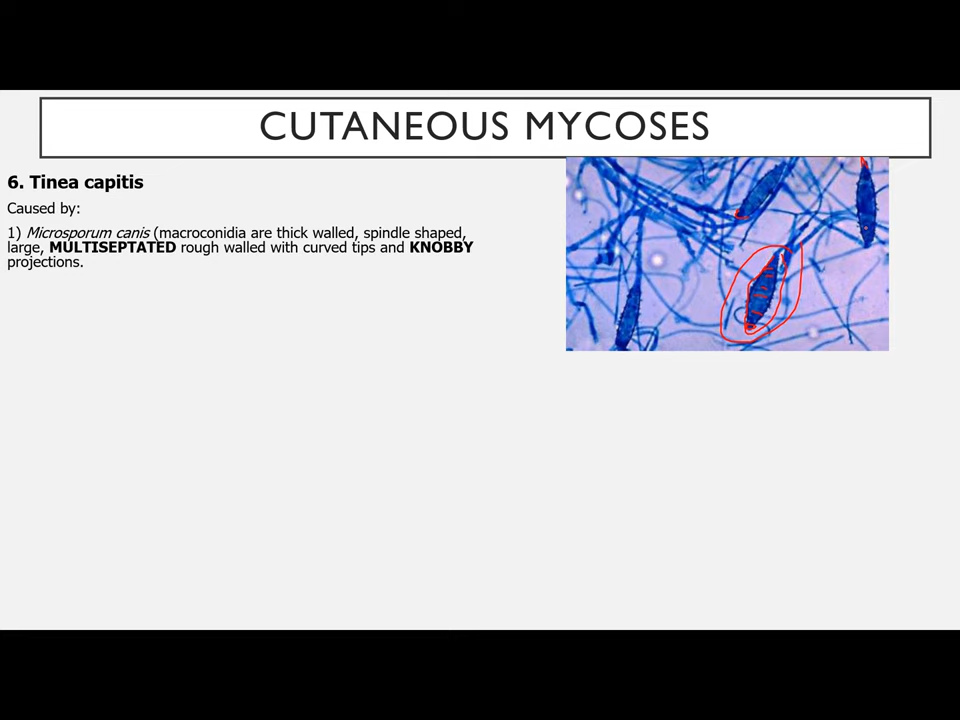 CUTANEOUS MYCOSES
6. Tinea capitis
Caused by:
1) Microsporum canis (macroconidia are thick walled, spindle shaped,
large, MULTISEPTATED rough walled with curved tips and KNOBBY
projections.